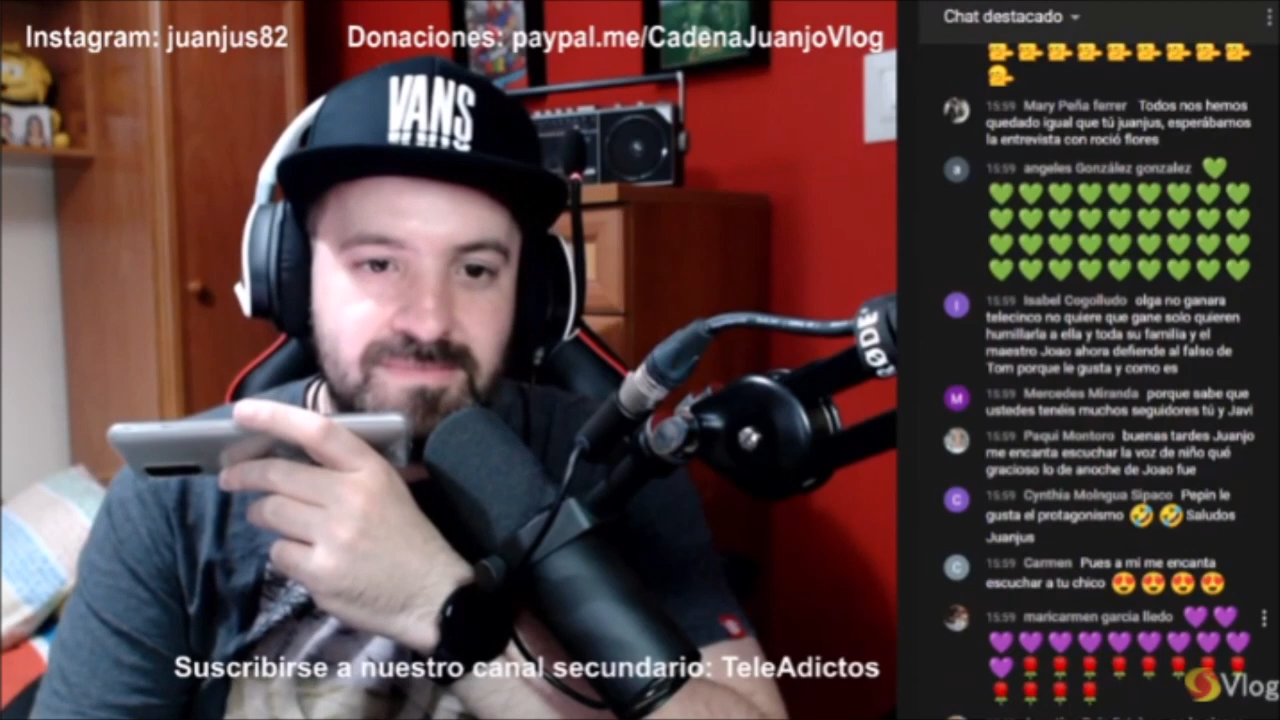 Instagram: juanjus82
Donaciones: paypal.me/CadenaJuanjoVlog
VANS
RØDE
Suscribirse a nuestro canal secundario: TeleAdictos
Chat destacado
15:59 Mary Peña ferrer Todos nos hemos
quedado igual que tú juanjus, esperábamos
la entrevista con roció flores
a
15:59 angeles González gonzalez 💚
💚💚💚💚💚💚💚💚💚
💚💚💚💚💚💚💚💚💚
💚💚💚💚💚💚💚💚💚
💚💚💚💚💚💚💚💚💚
I
15:59 Isabel Cogolludo olga no ganara
telecinco no quiere que gane solo quieren
humillarla a ella y toda su familia y el
maestro Joao ahora defiende al falso de
Tom porque le gusta y como es
M
15:59 Mercedes Miranda porque sabe que
ustedes tenéis muchos seguidores tú y Javi
15:59 Paqui Montoro buenas tardes Juanjo
me encanta escuchar la voz de niño qué
gracioso lo de anoche de Joao fue
C
15:59 Cynthia Molngua Sipaco Pepin le
gusta el protagonismo 🤣 🤣 Saludos
Juanjus
C
15:59 Carmen Pues a mí me encanta
escuchar a tu chico 😍 😍 😍 😍
15:59 maricarmen garcia lledo 💜💜
💜💜💜💜💜💜💜💜💜
💜🌹🌹🌹🌹🌹🌹🌹🌹
🌹🌹🌹🌹
SVlog